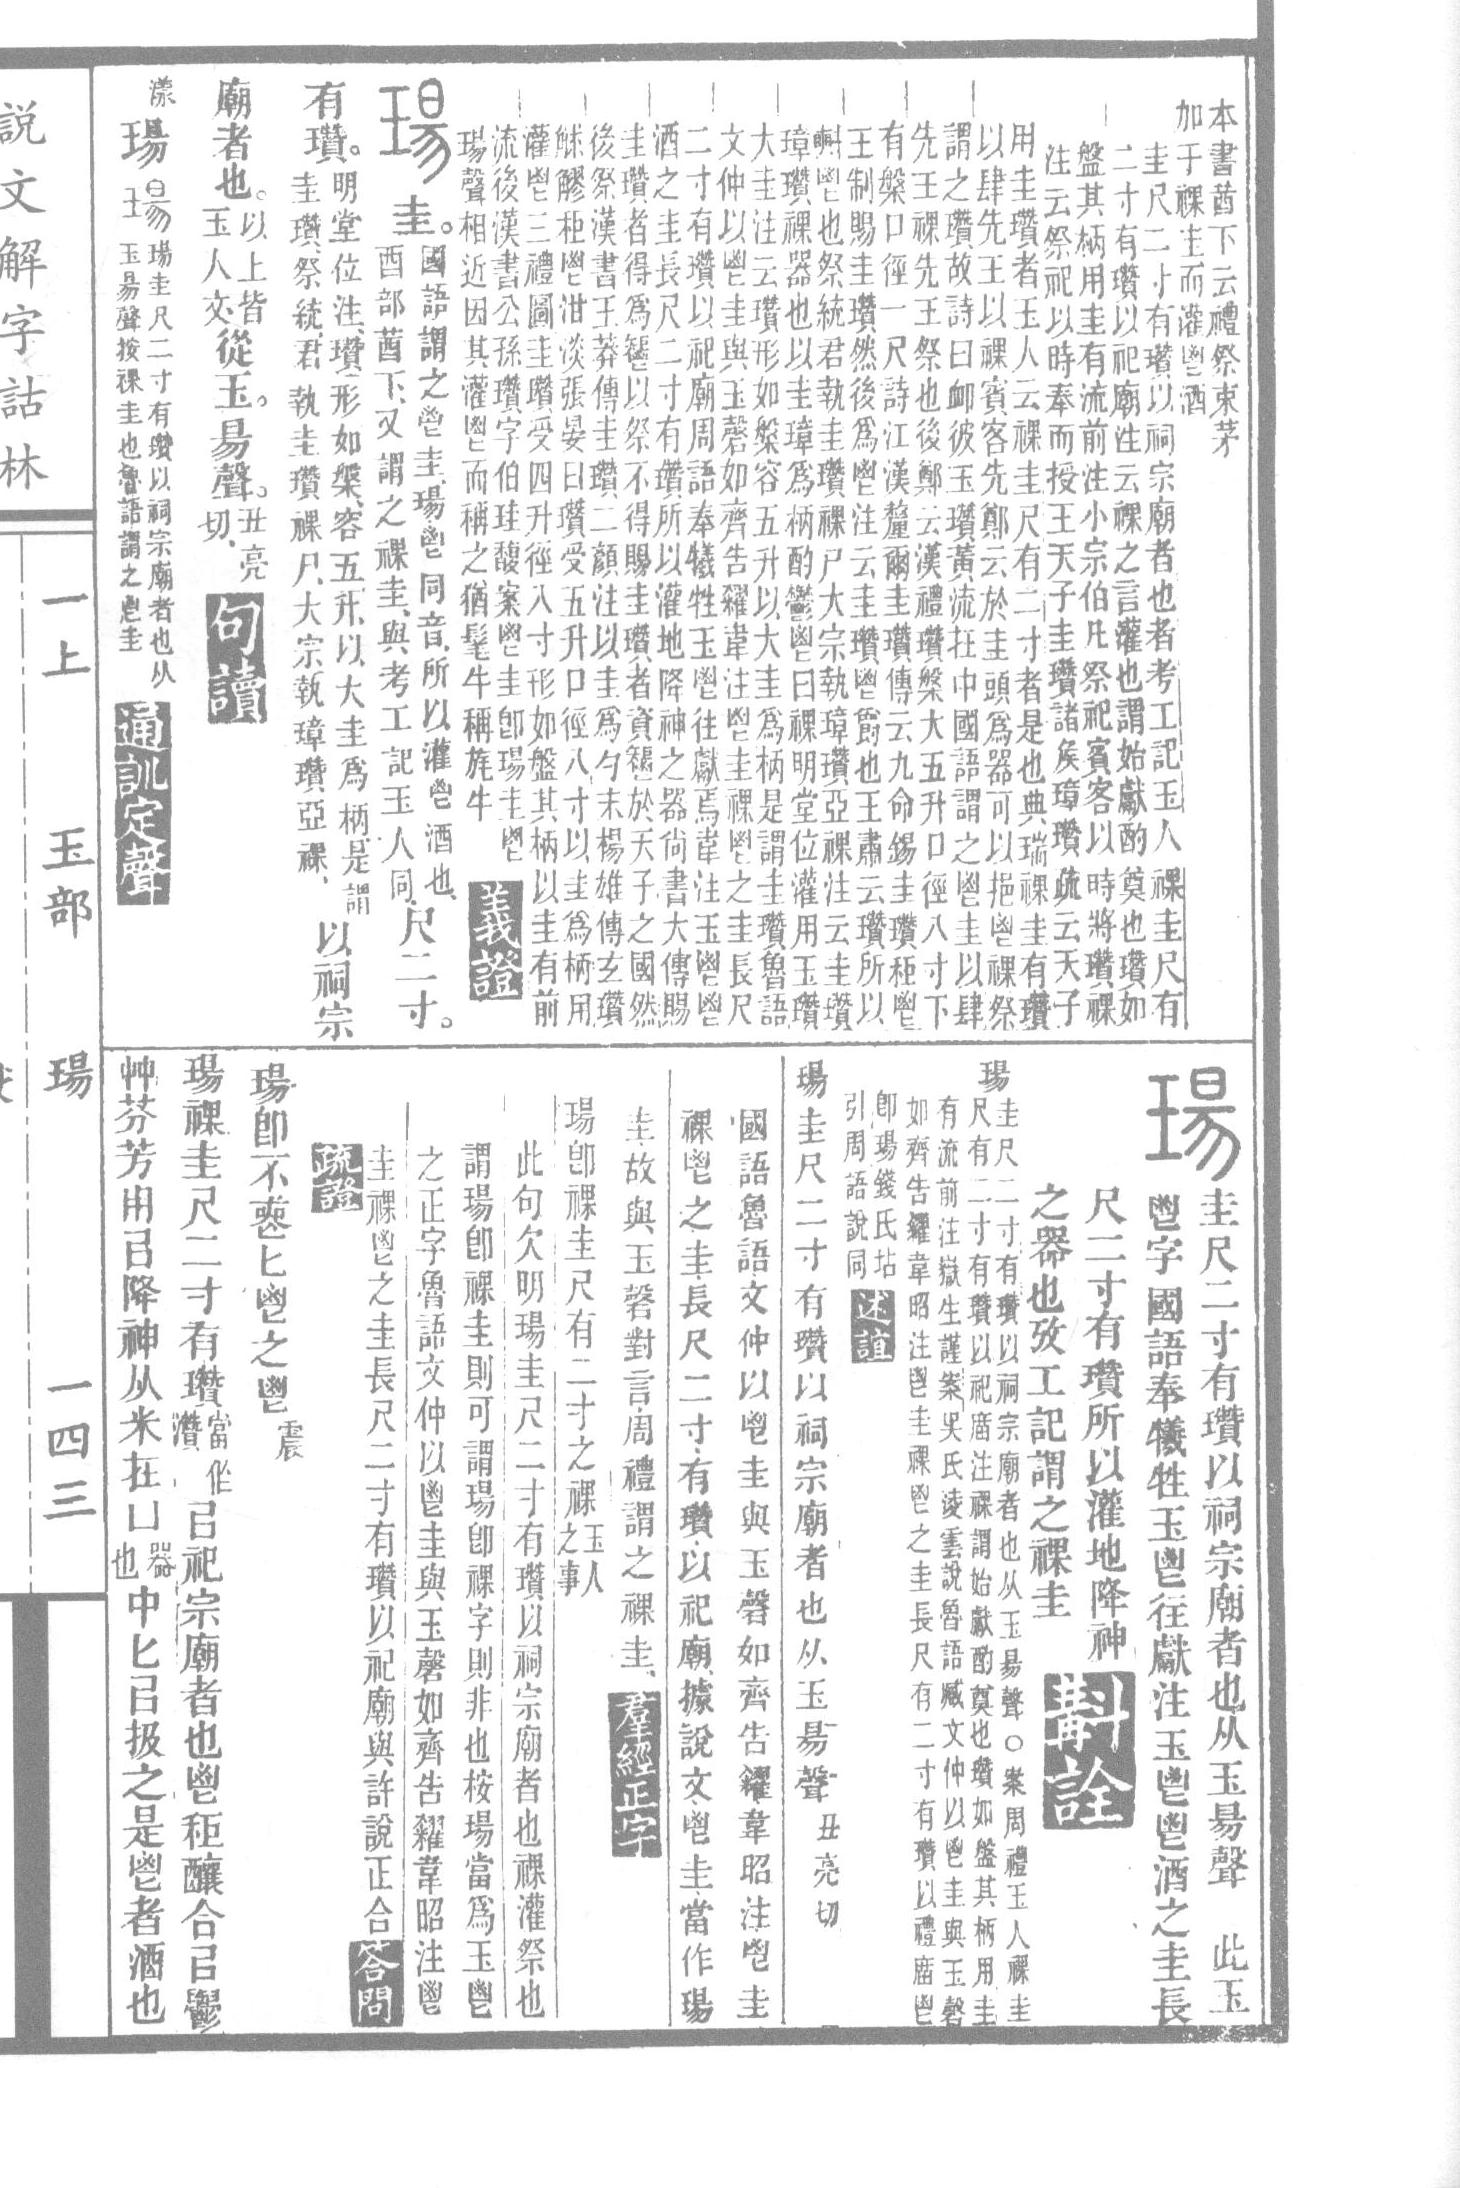 本書酋下云禮祭束茅
加于祼圭而灌鬯酒
圭尺二寸有瓚以祠宗廟者也者考工記玉人祼圭尺有
二寸有瓚以祀廟注云祼之言灌也謂始獻酌奠也瓚如
盤其柄用圭有流前注小宗伯凡祭祀賓客以時將瓚祼
注云祭祀以時奉而授王天子圭瓚諸矦璋瓚疏云天子
用圭瓚者玉人云祼圭尺有二寸者是也典瑞祼圭有瓚
以肆先王以祼賓客先鄭云於圭頭爲器可以挹鬯祼祭
謂之瓚故詩曰卹彼玉瓚黃流在中國語謂之鬯圭以肆
先王祼先王祭也後鄭云漢禮瓚槃大五升口徑八寸下
有槃口徑一尺詩江漢釐爾圭瓚傳云九命錫圭瓚秬鬯
王制賜圭瓚然後爲鬯注云圭瓚鬯爵也王肅云瓚所以
㪺鬯也祭統君執圭瓚祼尸大宗執璋瓚亞祼注云圭瓚
璋瓚祼器也以圭璋爲柄酌鬱鬯曰祼明堂位灌用玉瓚
大圭注云瓚形如槃容五升以大圭爲柄是謂圭瓚魯語
文仲以鬯圭與玉磬如齊告糴韋注鬯圭祼鬯之圭長尺
二寸有瓚以祀廟周語奉犧牲玉鬯往獻焉韋注玉鬯鬯
酒之圭長尺二寸有瓚所以灌地降神之器尚書大傳賜
圭瓚者得爲鬯以祭不得賜圭瓚者資鬯於天子之國然
後祭漢書王莽傳圭瓚二顏注以圭爲勺末楊雄傳玄瓚
觩䚧秬鬯泔淡張晏曰瓚受五升口徑八寸以圭爲柄用
灌鬯三禮圖圭瓚受四升徑八寸形如盤其柄以圭有前
流後漢書公孫瓚字伯珪馥案鬯圭卽瑒圭鬯
瑒聲相近因其灌鬯而稱之猶髦牛稱旄牛 義證
瑒 圭。國語謂之鬯圭、瑒鬯同音、所以灌鬯酒也、
酉部酋下、又謂之祼圭、與考工記玉人同、尺二寸。
有瓚。明堂位注、瓚形如槃、容五升、以大圭爲柄、是謂
圭瓚、祭統、君執圭瓚祼尸、大宗執璋瓚亞祼、 以祠宗
廟者也。以上皆玉人文、從玉。昜聲。丑亮切、 句讀
漾 瑒 瑒圭尺二寸有瓚以祠宗廟者也从
玉昜聲按祼圭也魯語謂之鬯圭 通訓定聲
瑒 圭尺二寸有瓚以祠宗廟者也从玉昜聲 此玉
鬯字國語奉犧牲玉鬯往獻注玉鬯鬯酒之圭長
尺二寸有瓚所以灌地降神
之器也攷工記謂之祼圭 斠詮
瑒 圭尺二寸有瓚以祠宗廟者也从玉昜聲〇案周禮玉人祼圭
尺有二寸有瓚以祀庿注祼謂始獻酌奠也瓚如盤其柄用圭
有流前注嶽生謹案吴氏淩雲說魯語臧文仲以鬯圭與玉磬
如齊告糴韋昭注鬯圭祼鬯之圭長尺有二寸有瓚以禮庿鬯
卽瑒錢氏坫
引周語說同 述誼
瑒圭尺二寸有瓚以祠宗廟者也从玉昜聲 丑亮切
國語魯語文仲以鬯圭與玉磬如齊告糴韋昭注鬯圭
祼鬯之圭長尺二寸有瓚以祀廟據說文鬯圭當作瑒
圭故與玉磬對言周禮謂之祼圭、 羣經正字
瑒卽祼圭尺有二寸之祼玉人之事
此句欠明瑒圭尺二寸有瓚以祠宗廟者也祼灌祭也
謂瑒卽祼圭則可謂瑒卽祼字則非也桉瑒當爲玉鬯
之正字魯語文仲以鬯圭與玉磬如齊告糴韋昭注鬯
圭祼鬯之圭長尺二寸有瓚以祀廟與許說正合 答問
疏證
瑒卽不喪匕鬯之鬯 震
瑒祼圭尺二寸有瓚當作瓚㠯祀宗廟者也鬯秬釀合㠯鬱
艸芬芳用㠯降神从米在凵器也中匕㠯扱之是鬯者酒也
説文解字詁林
一上
玉部
瑒
一四三